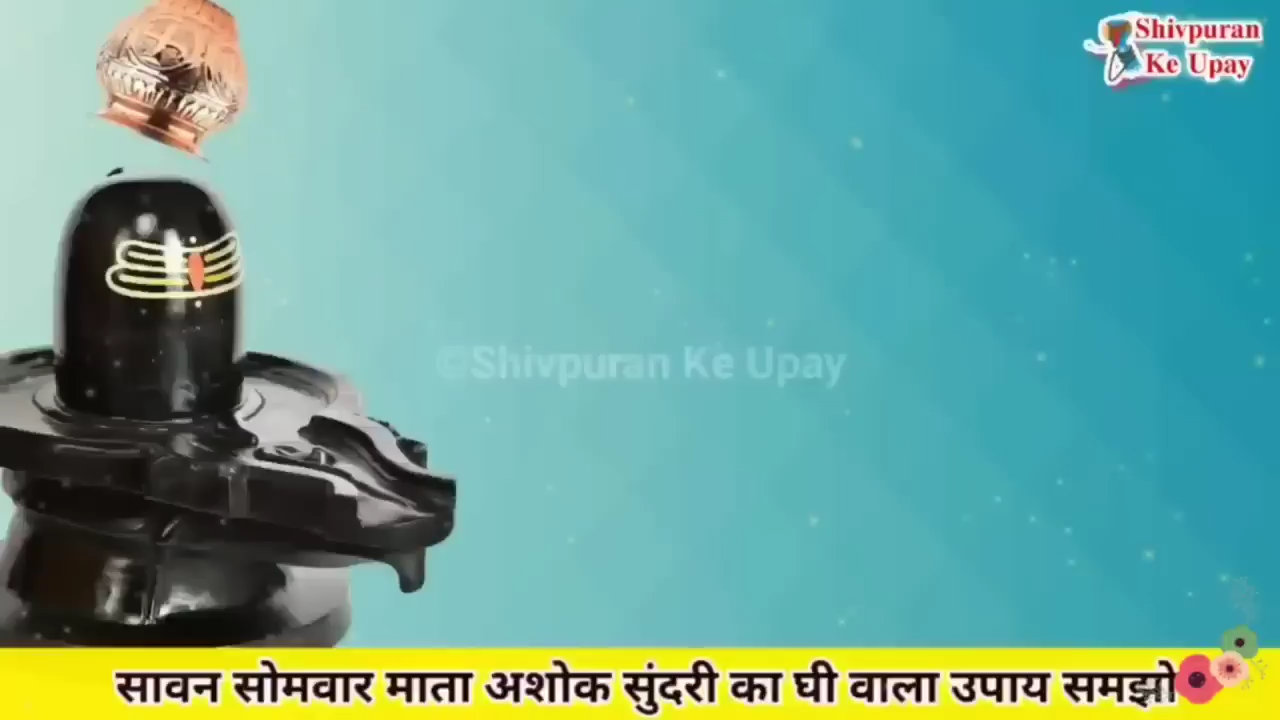 Shivpuran
Ke Upay
©Shivpuran Ke Upay
सावन सोमवार माता अशोक सुंदरी का घी वाला उपाय समझो